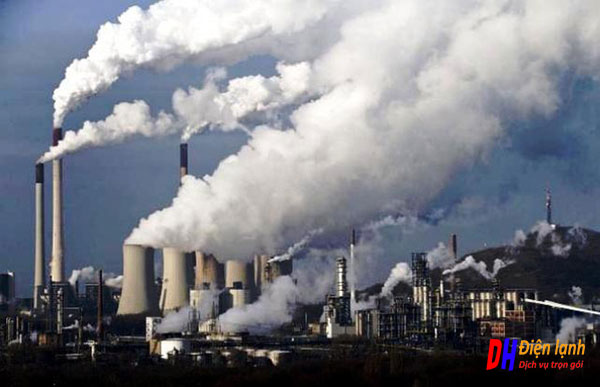 DH Điện lạnh
Dịch vụ trọn gói